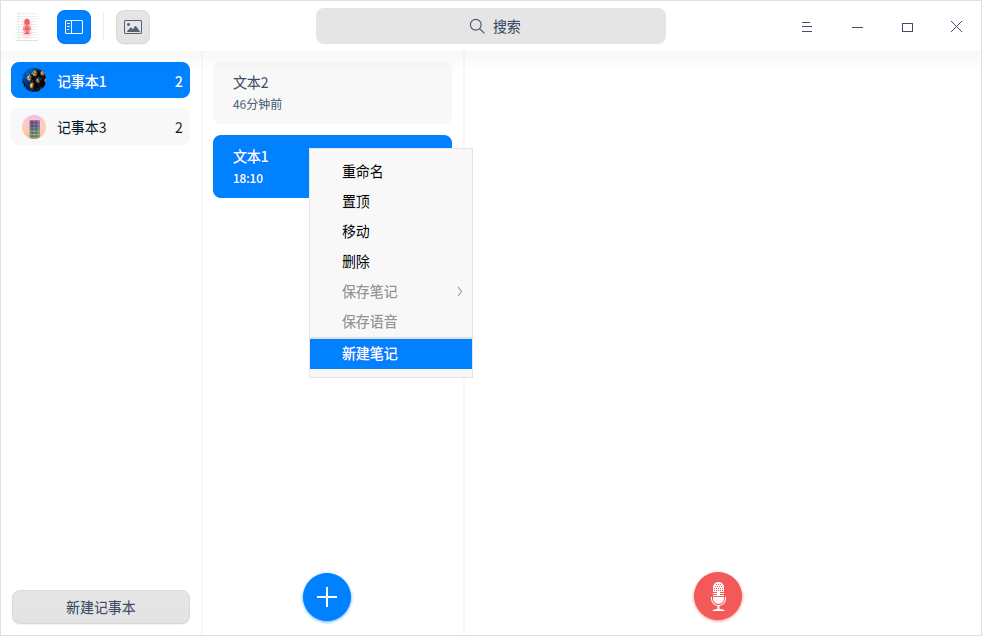 搜索
记事本1 2
记事本3 2
文本2
46分钟前
文本1
18:10
重命名
置顶
移动
删除
保存笔记
保存语音
新建笔记
新建记事本